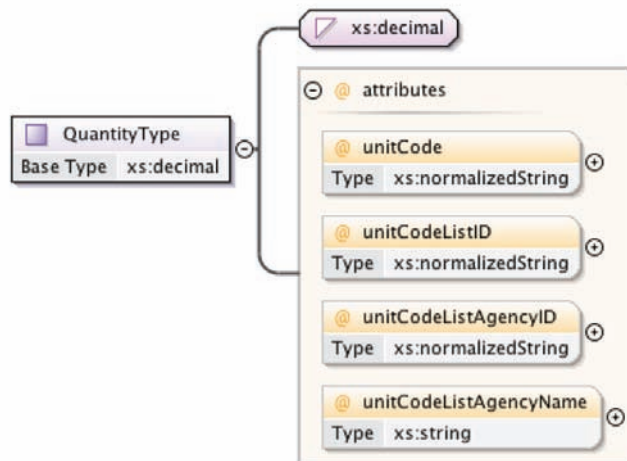 xs:decimal
@ attributes
QuantityType
Base Type xs:decimal
@ unitCode
Type xs:normalizedString
@ unitCodeListID
Type xs:normalizedString
@ unitCodeListAgencyID
Type xs:normalizedString
@ unitCodeListAgencyName
Type xs:string